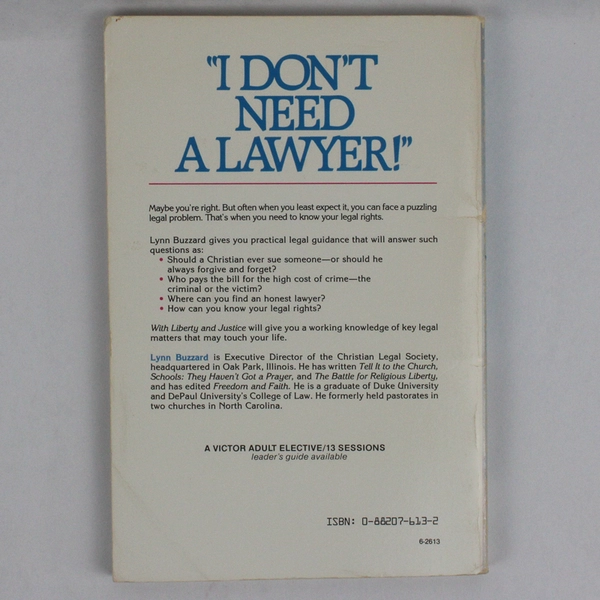 "I DON'T
NEED
A LAWYER!"
Maybe you're right. But often when you least expect it, you can face a puzzling
legal problem. That's when you need to know your legal rights.
Lynn Buzzard gives you practical legal guidance that will answer such
questions as:
• Should a Christian ever sue someone—or should he
always forgive and forget?
• Who pays the bill for the high cost of crime—the
criminal or the victim?
• Where can you find an honest lawyer?
• How can you know your legal rights?
With Liberty and Justice will give you a working knowledge of key legal
matters that may touch your life.
Lynn Buzzard is Executive Director of the Christian Legal Society,
headquartered in Oak Park, Illinois. He has written Tell It to the Church,
Schools: They Haven't Got a Prayer, and The Battle for Religious Liberty,
and has edited Freedom and Faith. He is a graduate of Duke University
and DePaul University's College of Law. He formerly held pastorates in
two churches in North Carolina.
A VICTOR ADULT ELECTIVE/13 SESSIONS
leader's guide available
ISBN: 0-88207-613-2
6-2613